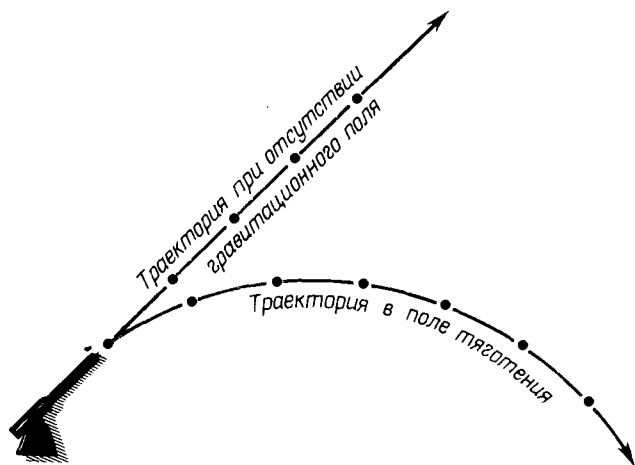 Траектория при отсутствии
гравитационного поля
Траектория в поле тяготения